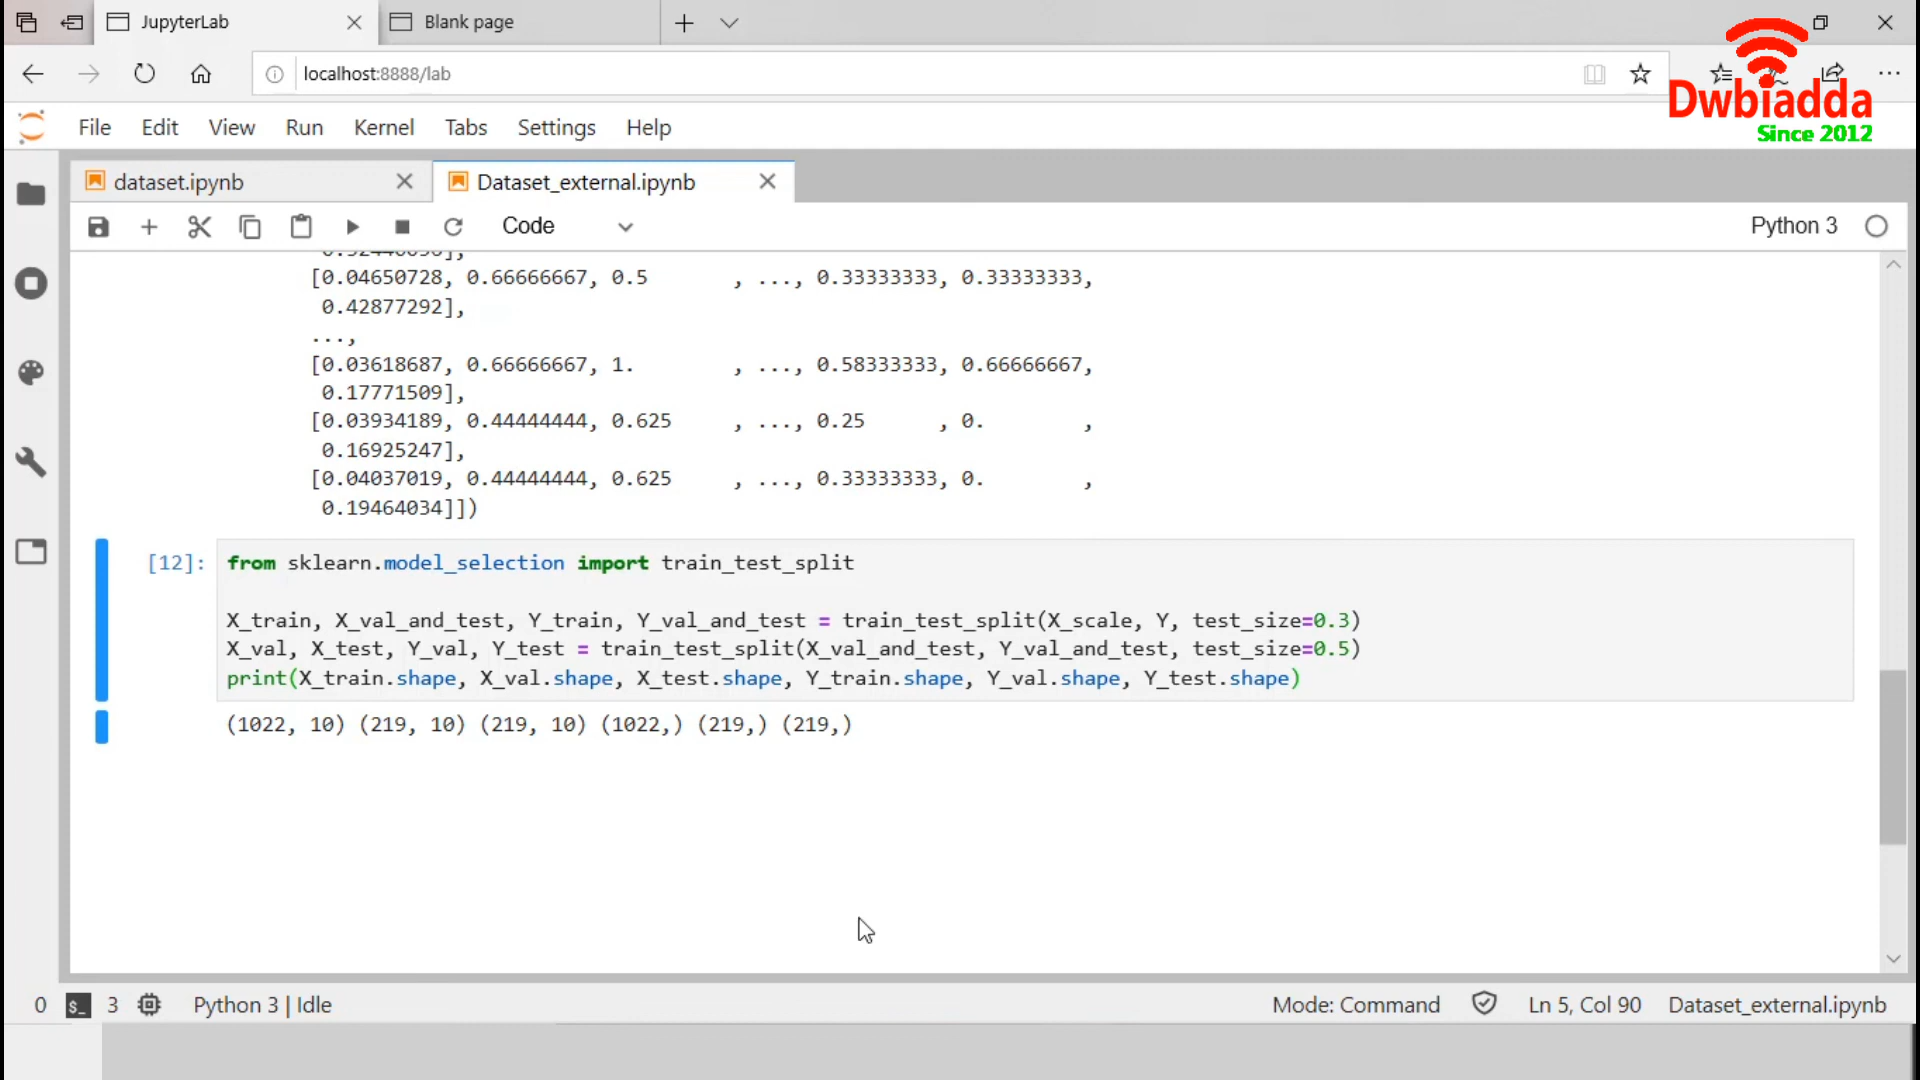 JupyterLab
Blank page
localhost:8888/lab
Dwbiadda
Since 2012
File Edit View Run Kernel Tabs Settings Help
dataset.ipynb
Dataset_external.ipynb
Code
Python 3
[0.04650728, 0.66666667, 0.5 , ..., 0.33333333, 0.33333333,
0.42877292],
...,
[0.03618687, 0.66666667, 1. , ..., 0.58333333, 0.66666667,
0.17771509],
[0.03934189, 0.44444444, 0.625 , ..., 0.25 , 0. ,
0.16925247],
[0.04037019, 0.44444444, 0.625 , ..., 0.33333333, 0. ,
0.19464034]])
[12]: from sklearn.model_selection import train_test_split
X_train, X_val_and_test, Y_train, Y_val_and_test = train_test_split(X_scale, Y, test_size=0.3)
X_val, X_test, Y_val, Y_test = train_test_split(X_val_and_test, Y_val_and_test, test_size=0.5)
print(X_train.shape, X_val.shape, X_test.shape, Y_train.shape, Y_val.shape, Y_test.shape)
(1022, 10) (219, 10) (219, 10) (1022,) (219,) (219,)
0 $_ 3 Python 3 | Idle Mode: Command Ln 5, Col 90 Dataset_external.ipynb